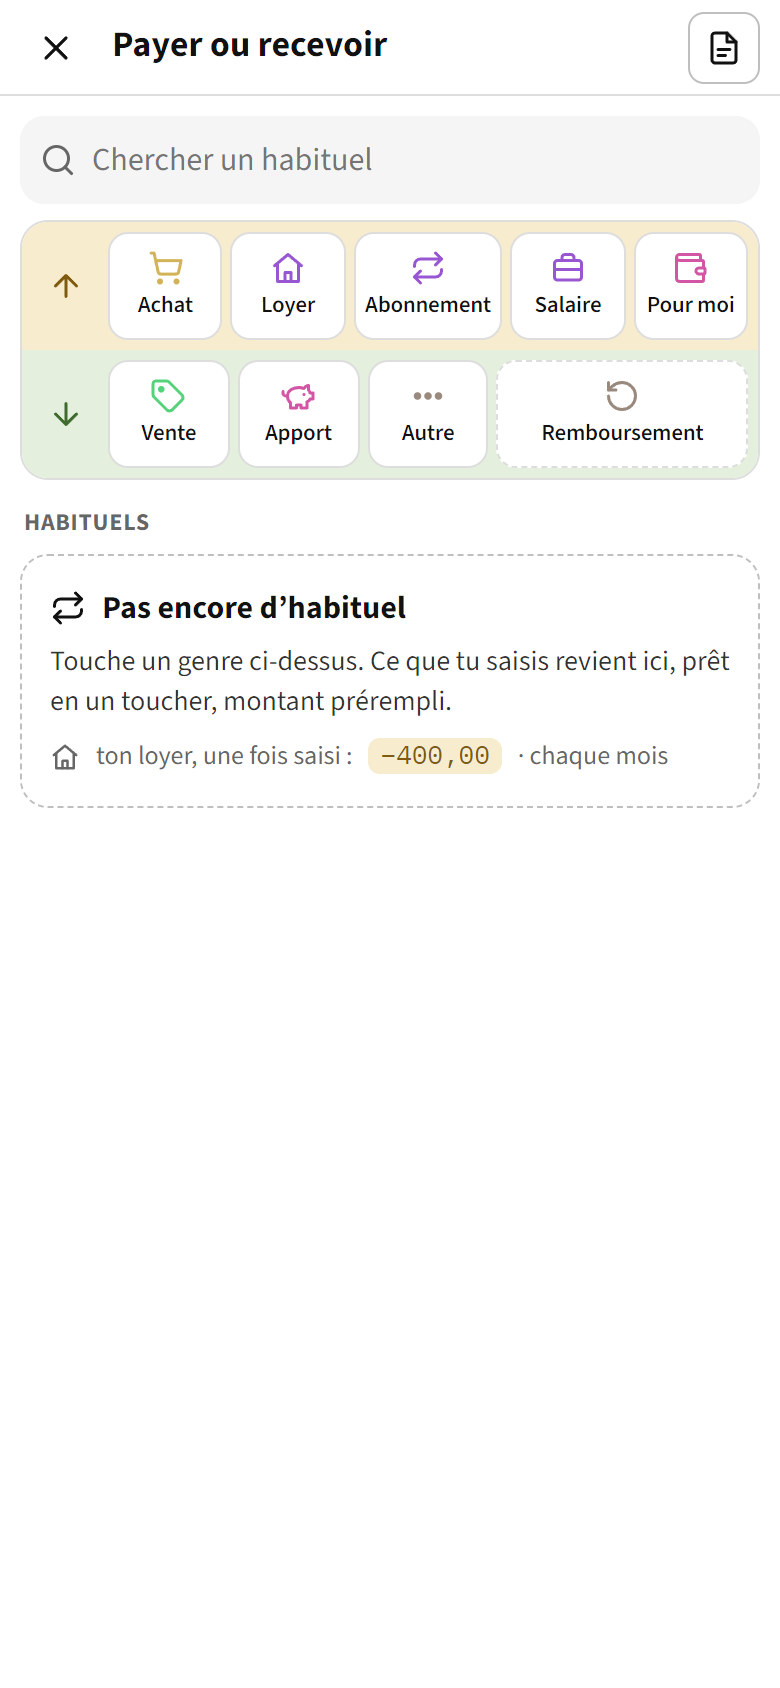 Payer ou recevoir
Chercher un habituel
Achat Loyer Abonnement Salaire Pour moi
Vente Apport Autre Remboursement
HABITUELS
Pas encore d’habituel
Touche un genre ci-dessus. Ce que tu saisis revient ici, prêt
en un toucher, montant prérempli.
ton loyer, une fois saisi : −400,00 · chaque mois